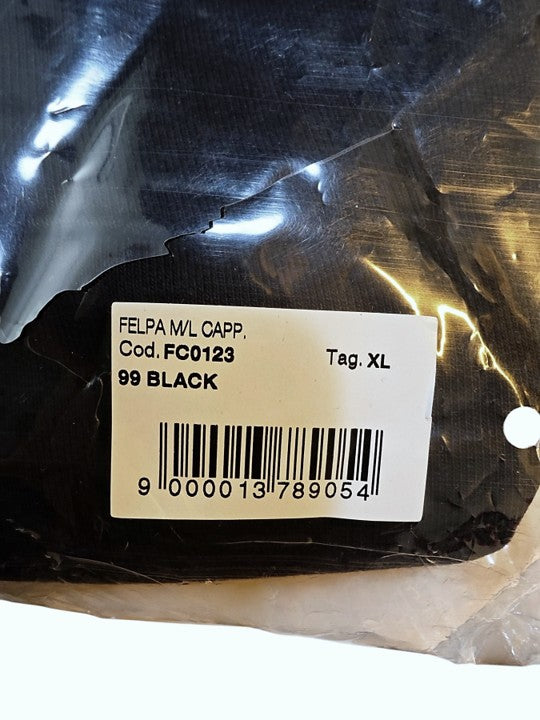 FELPA M/L CAPP.
Cod. FC0123 Tag. XL
99 BLACK
9 000013 789054